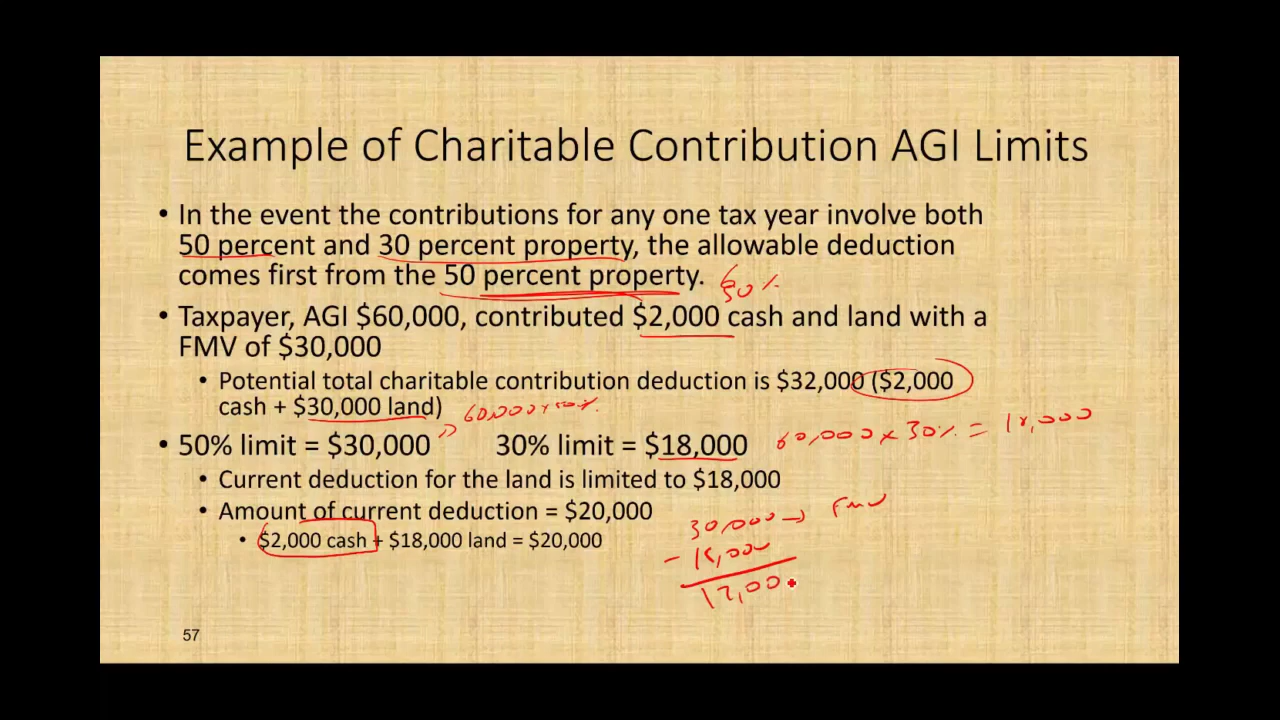 Example of Charitable Contribution AGI Limits
• In the event the contributions for any one tax year involve both
50 percent and 30 percent property, the allowable deduction
comes first from the 50 percent property.
50%
• Taxpayer, AGI $60,000, contributed $2,000 cash and land with a
FMV of $30,000
• Potential total charitable contribution deduction is $32,000 ($2,000
cash + $30,000 land)
60,000 x 50%
• 50% limit = $30,000 30% limit = $18,000
60,000 x 30% = 18,000
• Current deduction for the land is limited to $18,000
• Amount of current deduction = $20,000
• $2,000 cash + $18,000 land = $20,000
30,000 → FMV
- 18,000
12,00
57